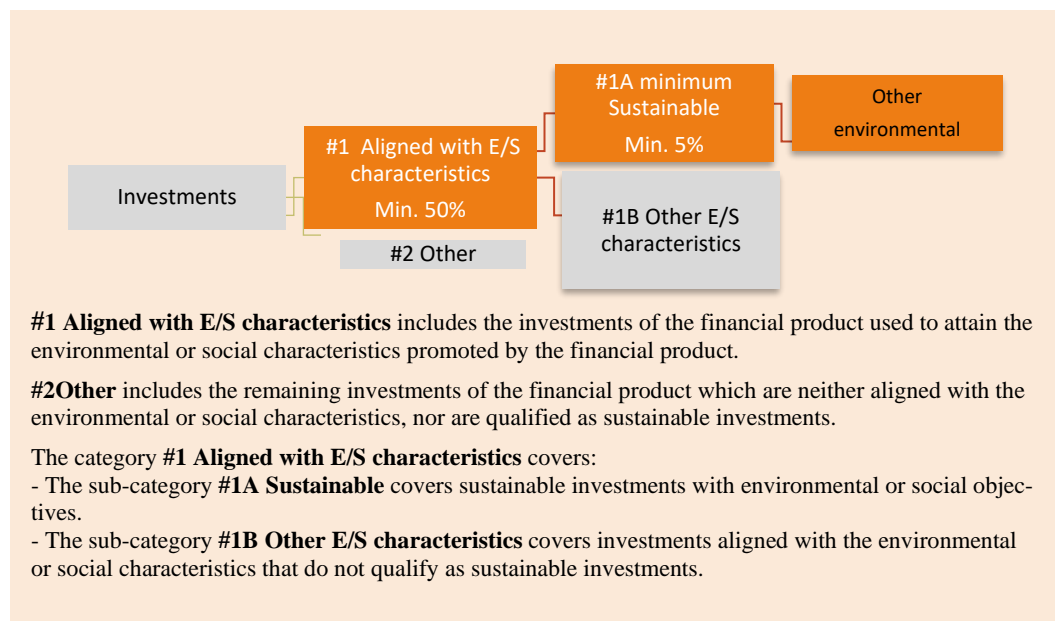 Investments
#1 Aligned with E/S
characteristics
Min. 50%
#2 Other
#1A minimum
Sustainable
Min. 5%
#1B Other E/S
characteristics
Other
environmental
#1 Aligned with E/S characteristics includes the investments of the financial product used to attain the
environmental or social characteristics promoted by the financial product.
#2Other includes the remaining investments of the financial product which are neither aligned with the
environmental or social characteristics, nor are qualified as sustainable investments.
The category #1 Aligned with E/S characteristics covers:
- The sub-category #1A Sustainable covers sustainable investments with environmental or social objec-
tives.
- The sub-category #1B Other E/S characteristics covers investments aligned with the environmental
or social characteristics that do not qualify as sustainable investments.